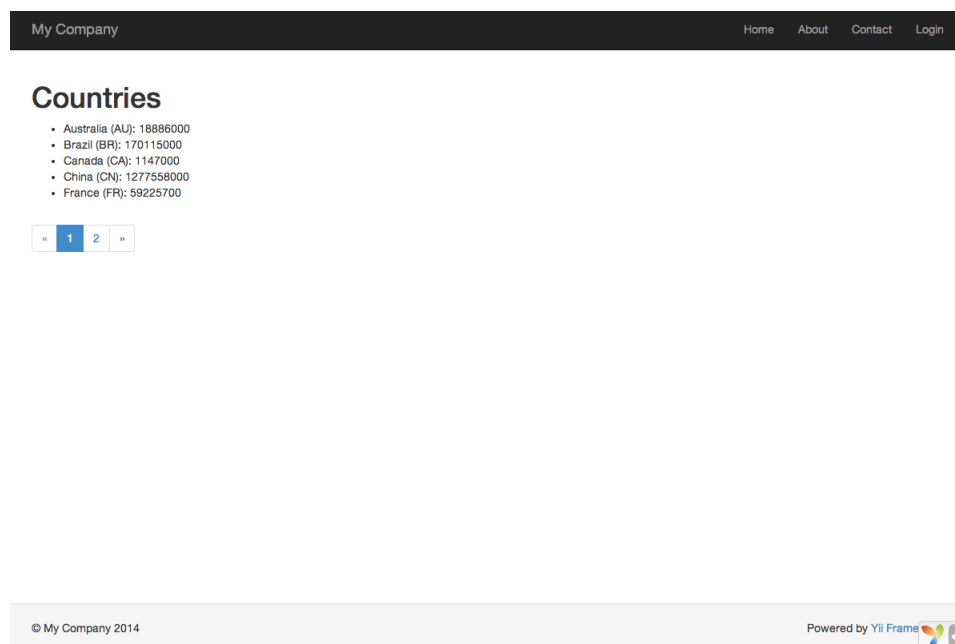 My Company Home About Contact Login
Countries
• Australia (AU): 18886000
• Brazil (BR): 170115000
• Canada (CA): 1147000
• China (CN): 1277558000
• France (FR): 59225700
« 1 2 »
© My Company 2014 Powered by Yii Frame